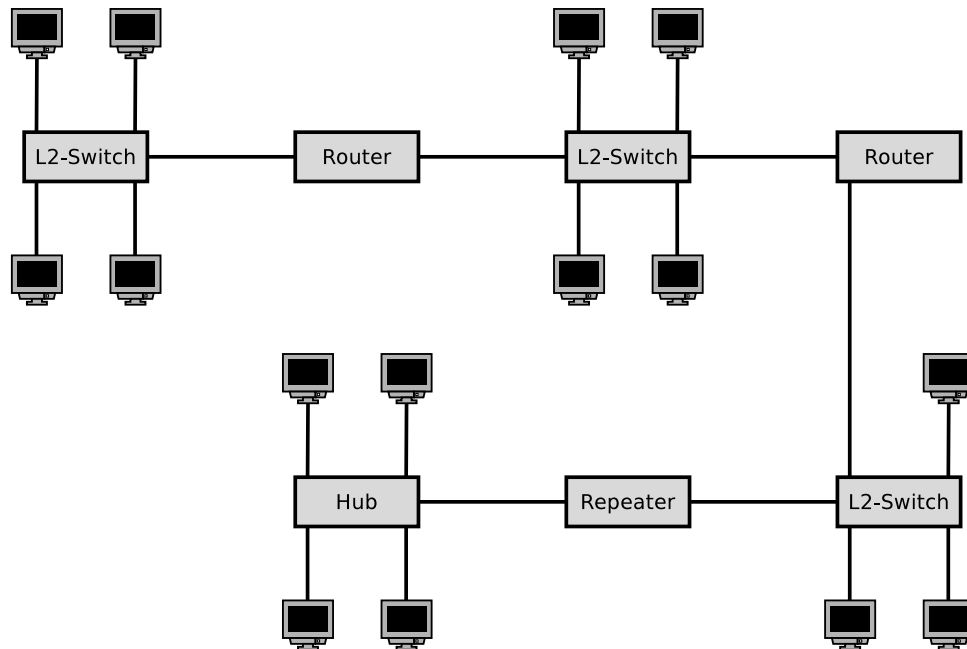 L2-Switch
Router
L2-Switch
Router
Hub
Repeater
L2-Switch